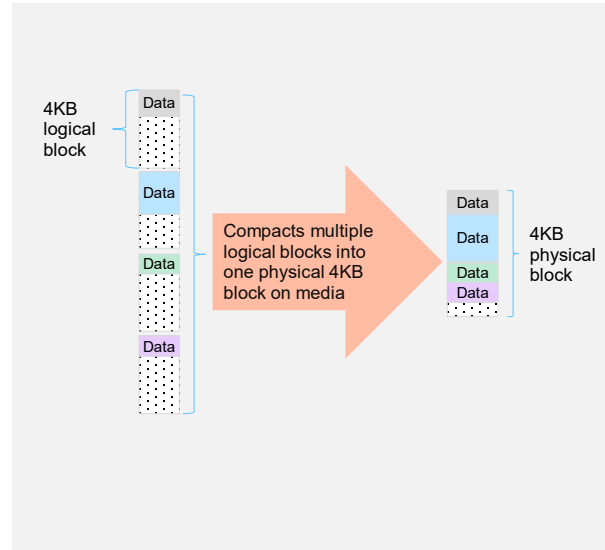 4KB
logical
block
Data
Data
Data
Data
Compacts multiple
logical blocks into
one physical 4KB
block on media
Data
Data
Data
Data
4KB
physical
block